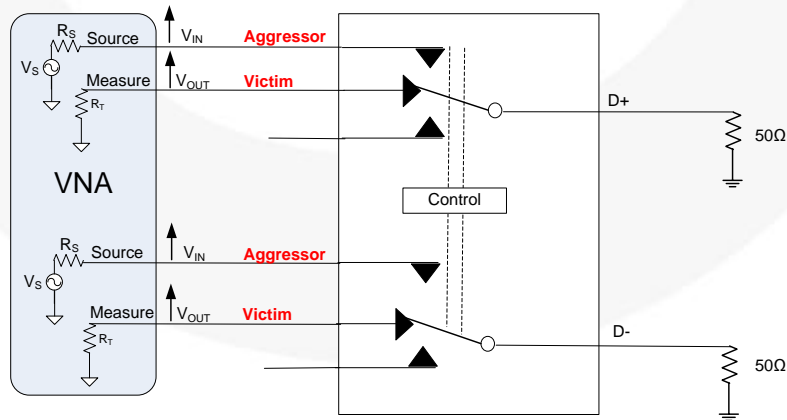 RS Source VIN Aggressor
VS
Measure VOUT Victim
RT
D+
50Ω
VNA
Control
RS Source VIN Aggressor
VS
Measure VOUT Victim
RT
D-
50Ω